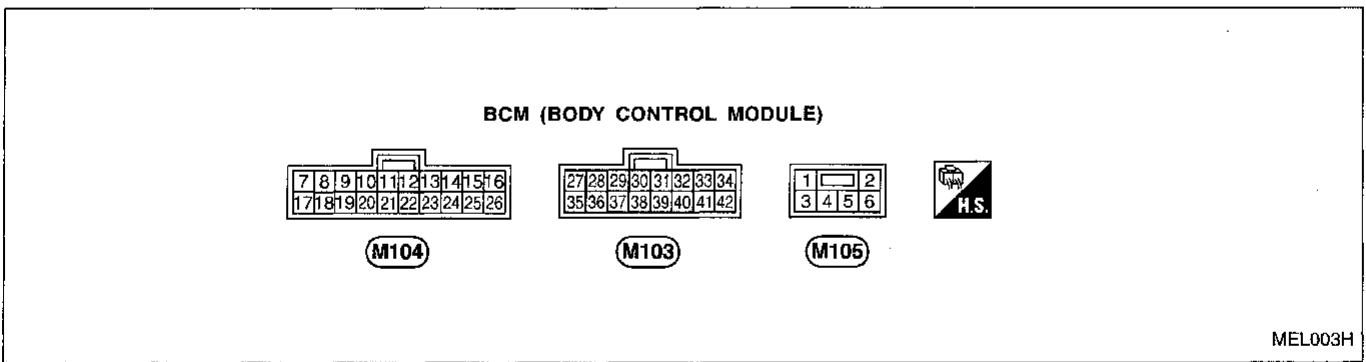 BCM (BODY CONTROL MODULE)
7 8 9 10 11 12 13 14 15 16
17 18 19 20 21 22 23 24 25 26
M104
27 28 29 30 31 32 33 34
35 36 37 38 39 40 41 42
M103
1 2
3 4 5 6
M105
H.S.
MEL003H